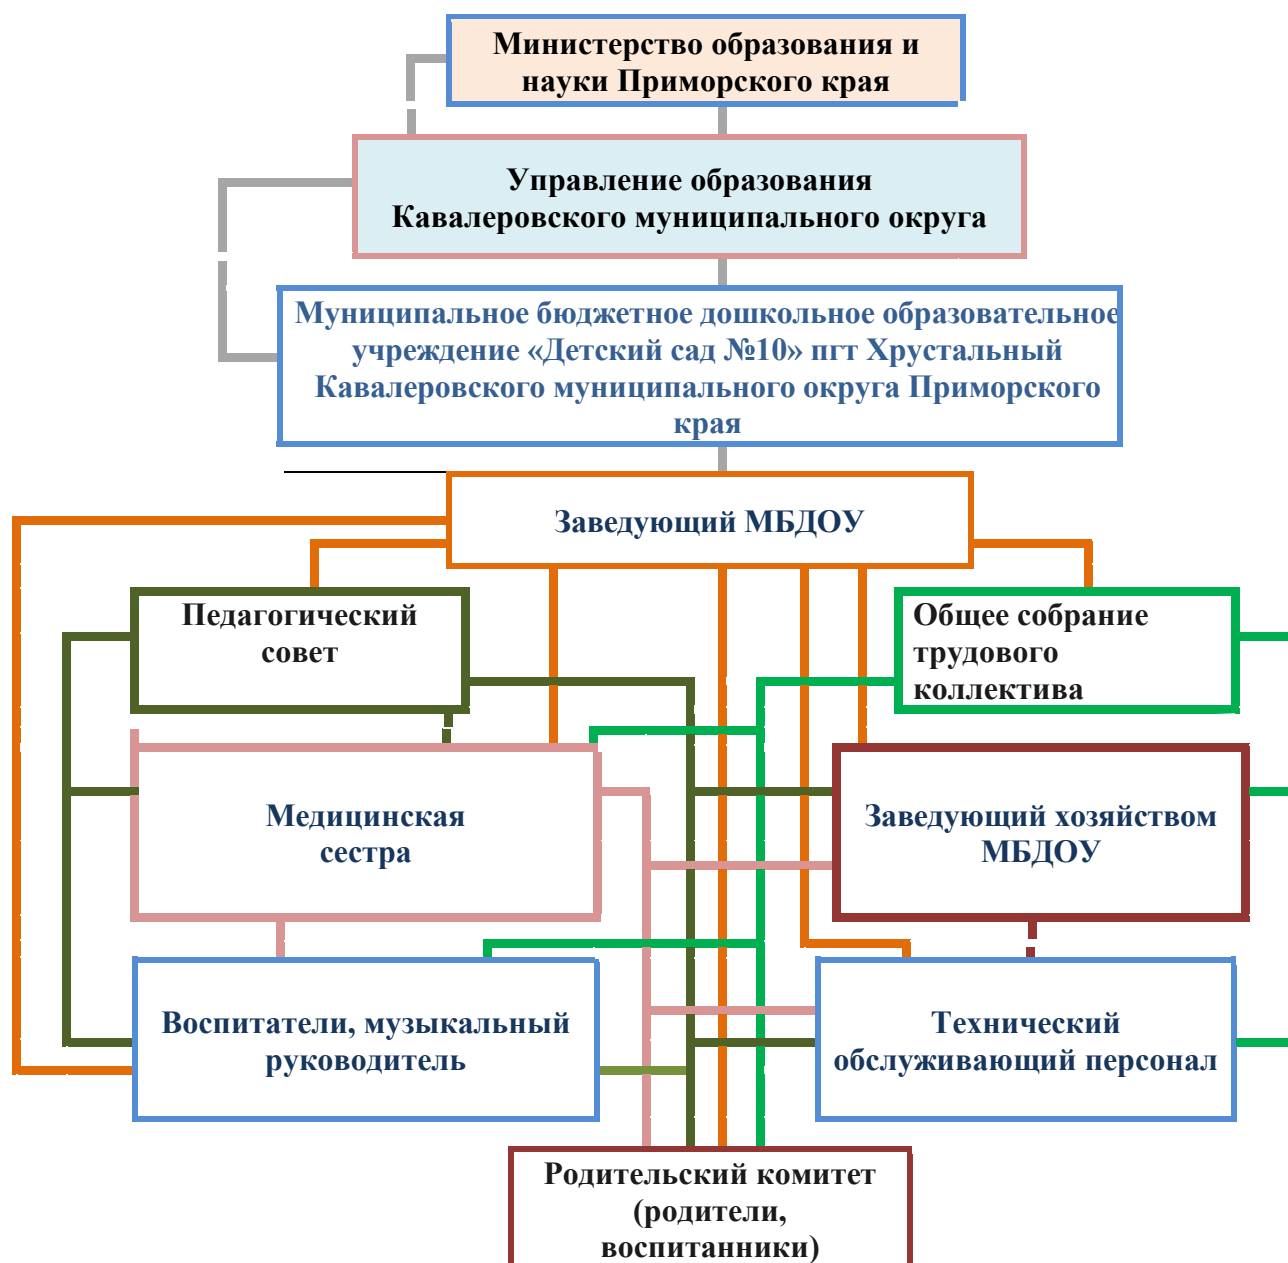 Министерство образования и
науки Приморского края
Управление образования
Кавалеровского муниципального округа
Муниципальное бюджетное дошкольное образовательное
учреждение «Детский сад №10» пгт Хрустальный
Кавалеровского муниципального округа Приморского
края
Заведующий МБДОУ
Педагогический
совет
Общее собрание
трудового
коллектива
Медицинская
сестра
Заведующий хозяйством
МБДОУ
Воспитатели, музыкальный
руководитель
Технический
обслуживающий персонал
Родительский комитет
(родители,
воспитанники)